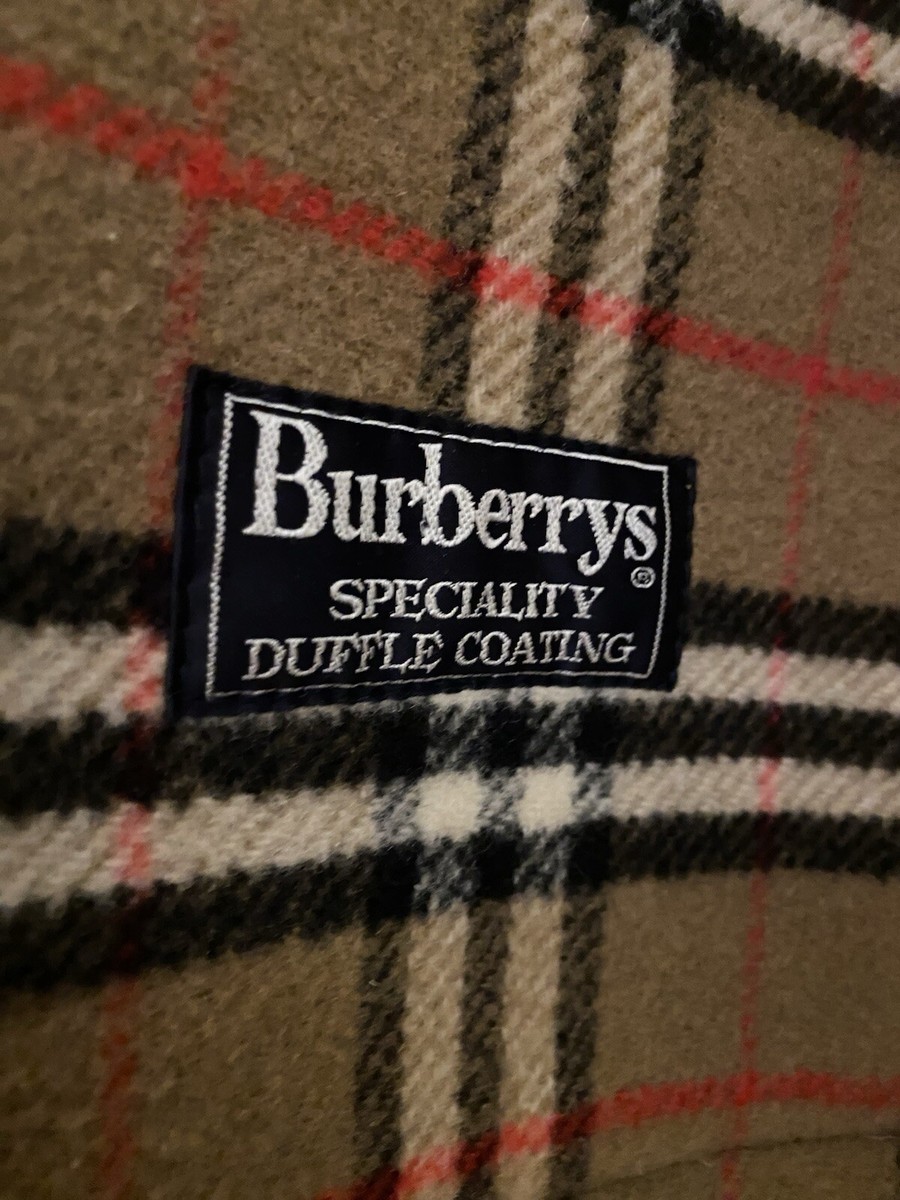 Burberrys®
SPECIALITY
DUFFLE COATING